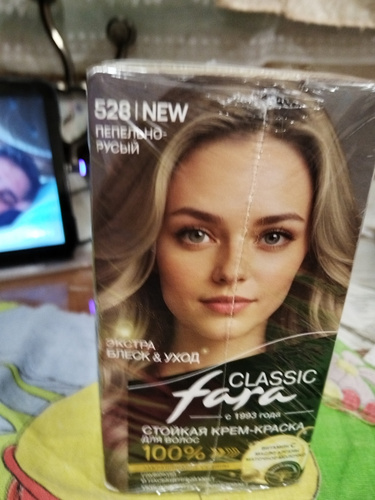 528 | NEW
ПЕПЕЛЬНО-
РУСЫЙ
ЭКСТРА
БЛЕСК & УХОД
CLASSIC
fara
с 1993 года
СТОЙКАЯ КРЕМ-КРАСКА
ДЛЯ ВОЛОС
100%